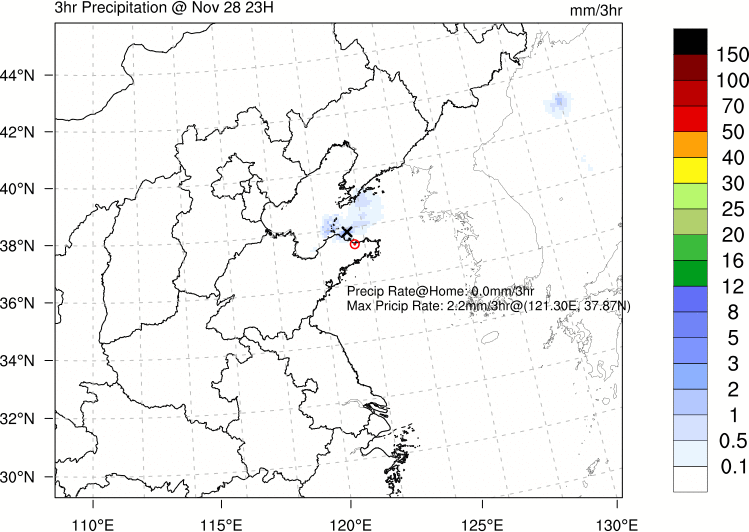 3hr Precipitation @ Nov 28 23H
mm/3hr
44°N
42°N
40°N
38°N
36°N
34°N
32°N
30°N
Precip Rate@Home: 0.0mm/3hr
Max Pricip Rate: 2.2mm/3hr@(121.30E, 37.87N)
110°E
115°E
120°E
125°E
130°E
150
100
70
50
40
30
25
20
16
12
8
5
3
2
1
0.5
0.1